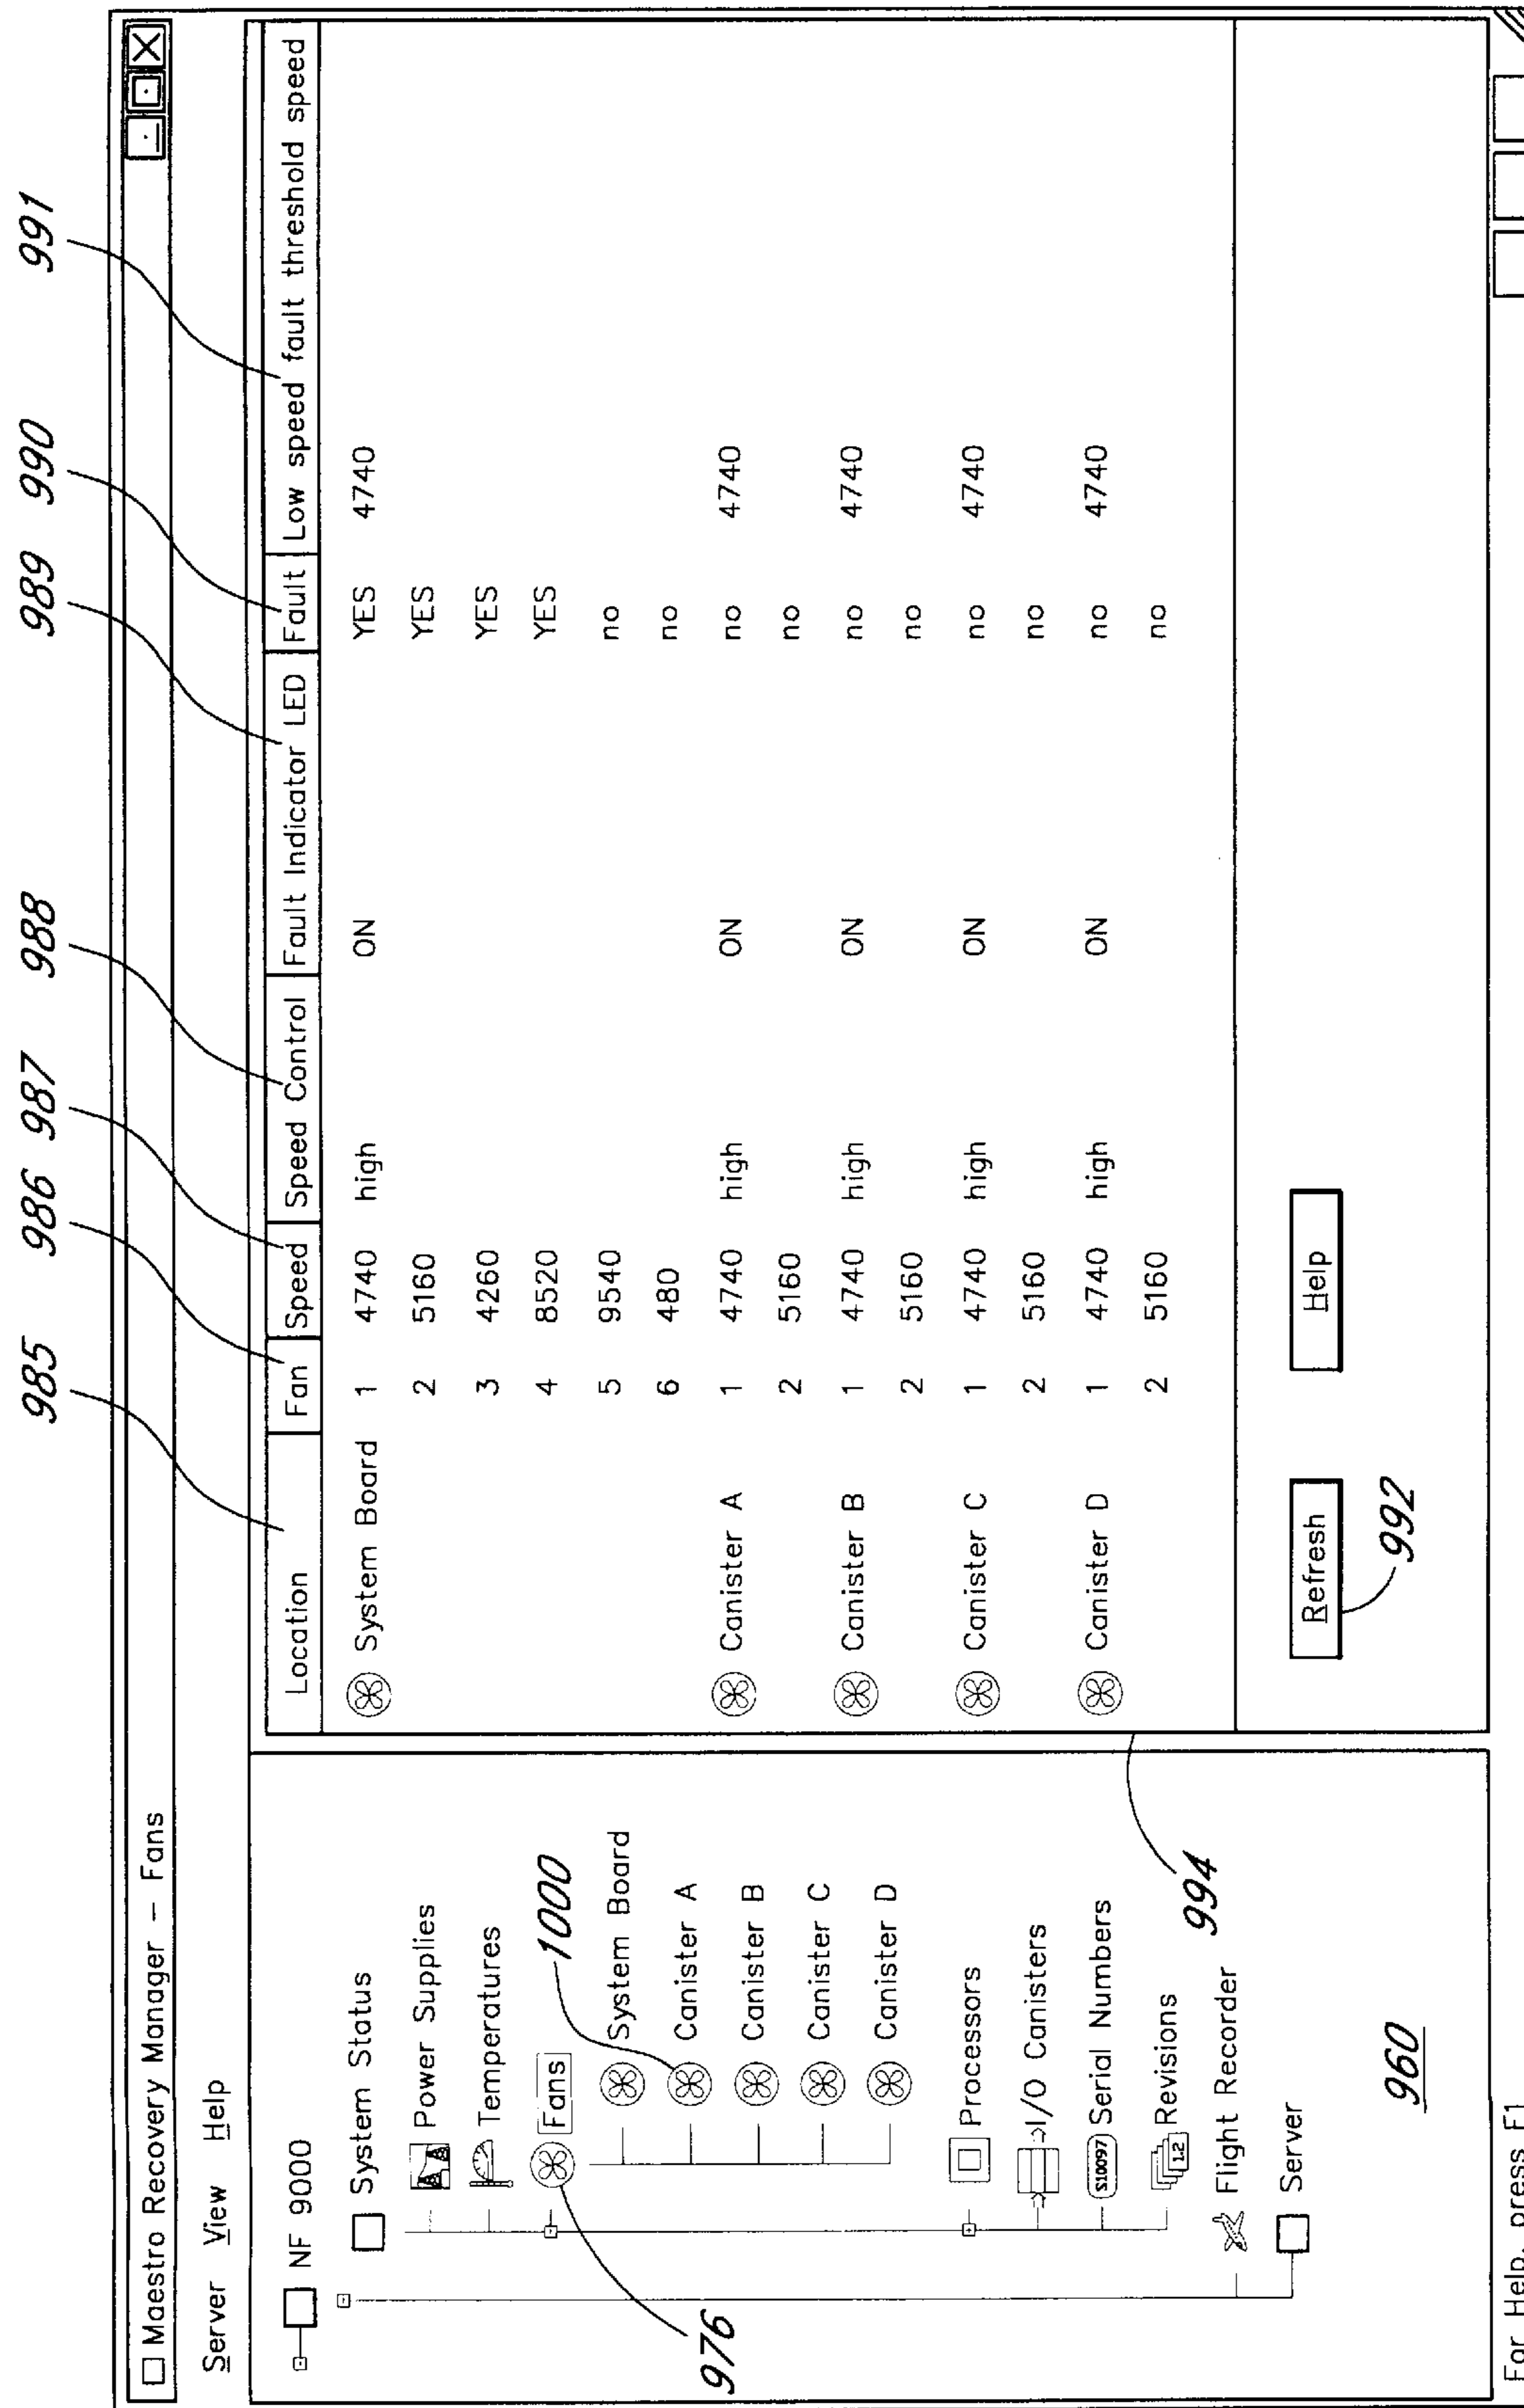 985 986 987 988 989 990 991
Maestro Recovery Manager – Fans
Server View Help
NF 9000
System Status
Power Supplies
Temperatures
Fans
1000
System Board
Canister A
Canister B
Canister C
Canister D
Processors
I/O Canisters
S10097 Serial Numbers
1.2 Revisions
Flight Recorder
Server
976
960
994
Location Fan Speed Speed Control Fault Indicator LED Fault Low speed fault threshold speed
System Board 1 4740 high ON YES 4740
2 5160 YES
3 4260 YES
4 8520 YES
5 9540 no
6 480 no
Canister A 1 4740 high ON no 4740
2 5160 no
Canister B 1 4740 high ON no 4740
2 5160 no
Canister C 1 4740 high ON no 4740
2 5160 no
Canister D 1 4740 high ON no 4740
2 5160 no
Refresh Help
992
For Help, press F1